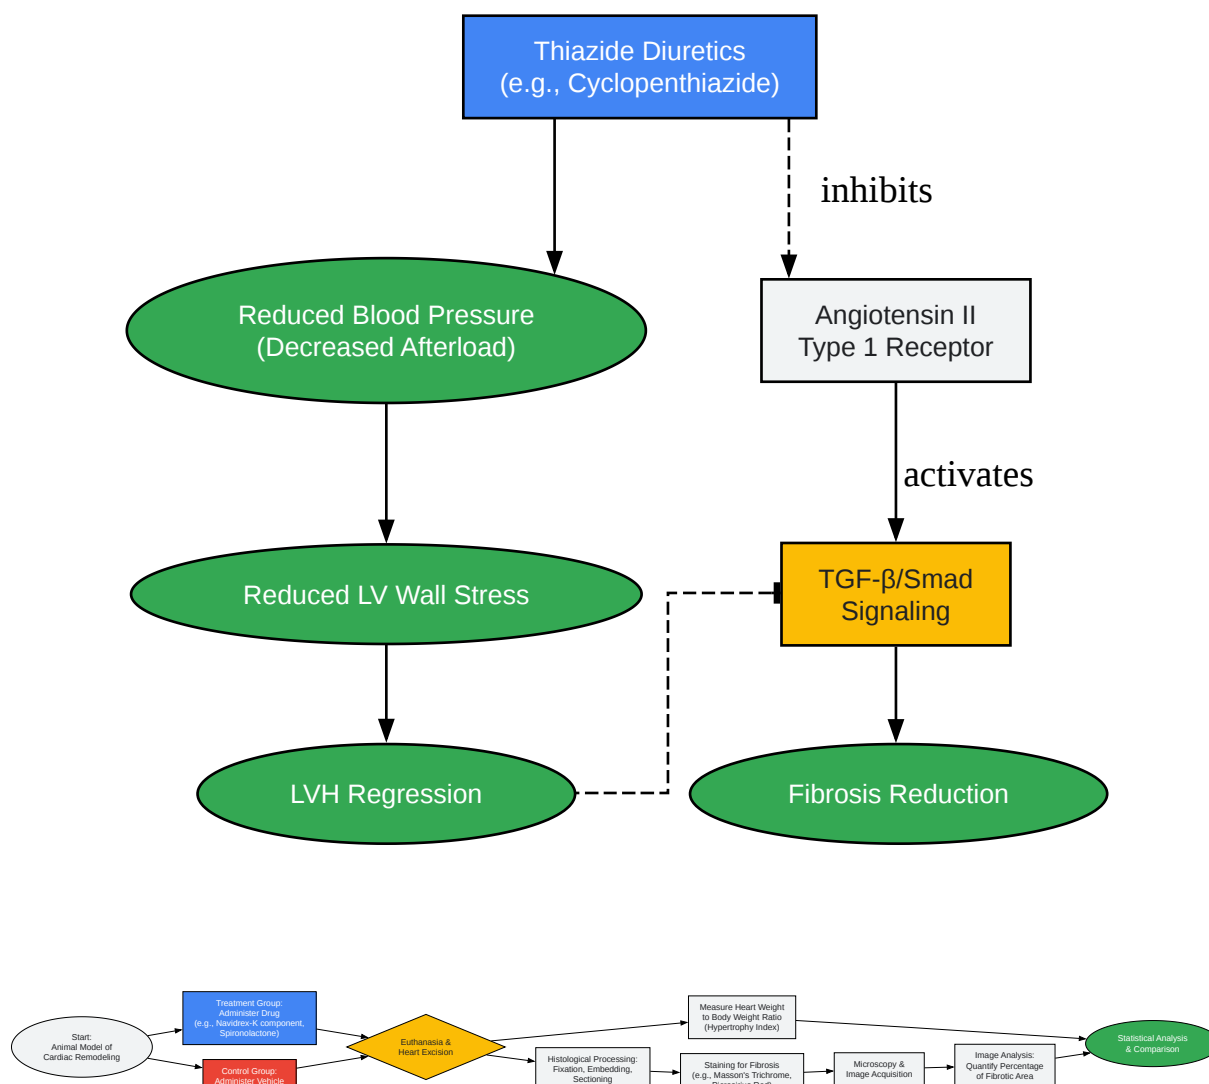 Thiazide Diuretics
(e.g., Cyclopenthiazide)
inhibits
Reduced Blood Pressure
(Decreased Afterload)
Angiotensin II
Type 1 Receptor
activates
Reduced LV Wall Stress
TGF-β/Smad
Signaling
LVH Regression
Fibrosis Reduction
Start:
Animal Model of
Cardiac Remodeling
Treatment Group:
Administer Drug
(e.g., Navidrex-K component,
Spironolactone)
Control Group:
Administer Vehicle
Euthanasia &
Heart Excision
Measure Heart Weight
to Body Weight Ratio
(Hypertrophy Index)
Histological Processing:
Fixation, Embedding,
Sectioning
Staining for Fibrosis
(e.g., Masson's Trichrome,
Microscopy &
Image Acquisition
Image Analysis:
Quantify Percentage
of Fibrotic Area
Statistical Analysis
& Comparison